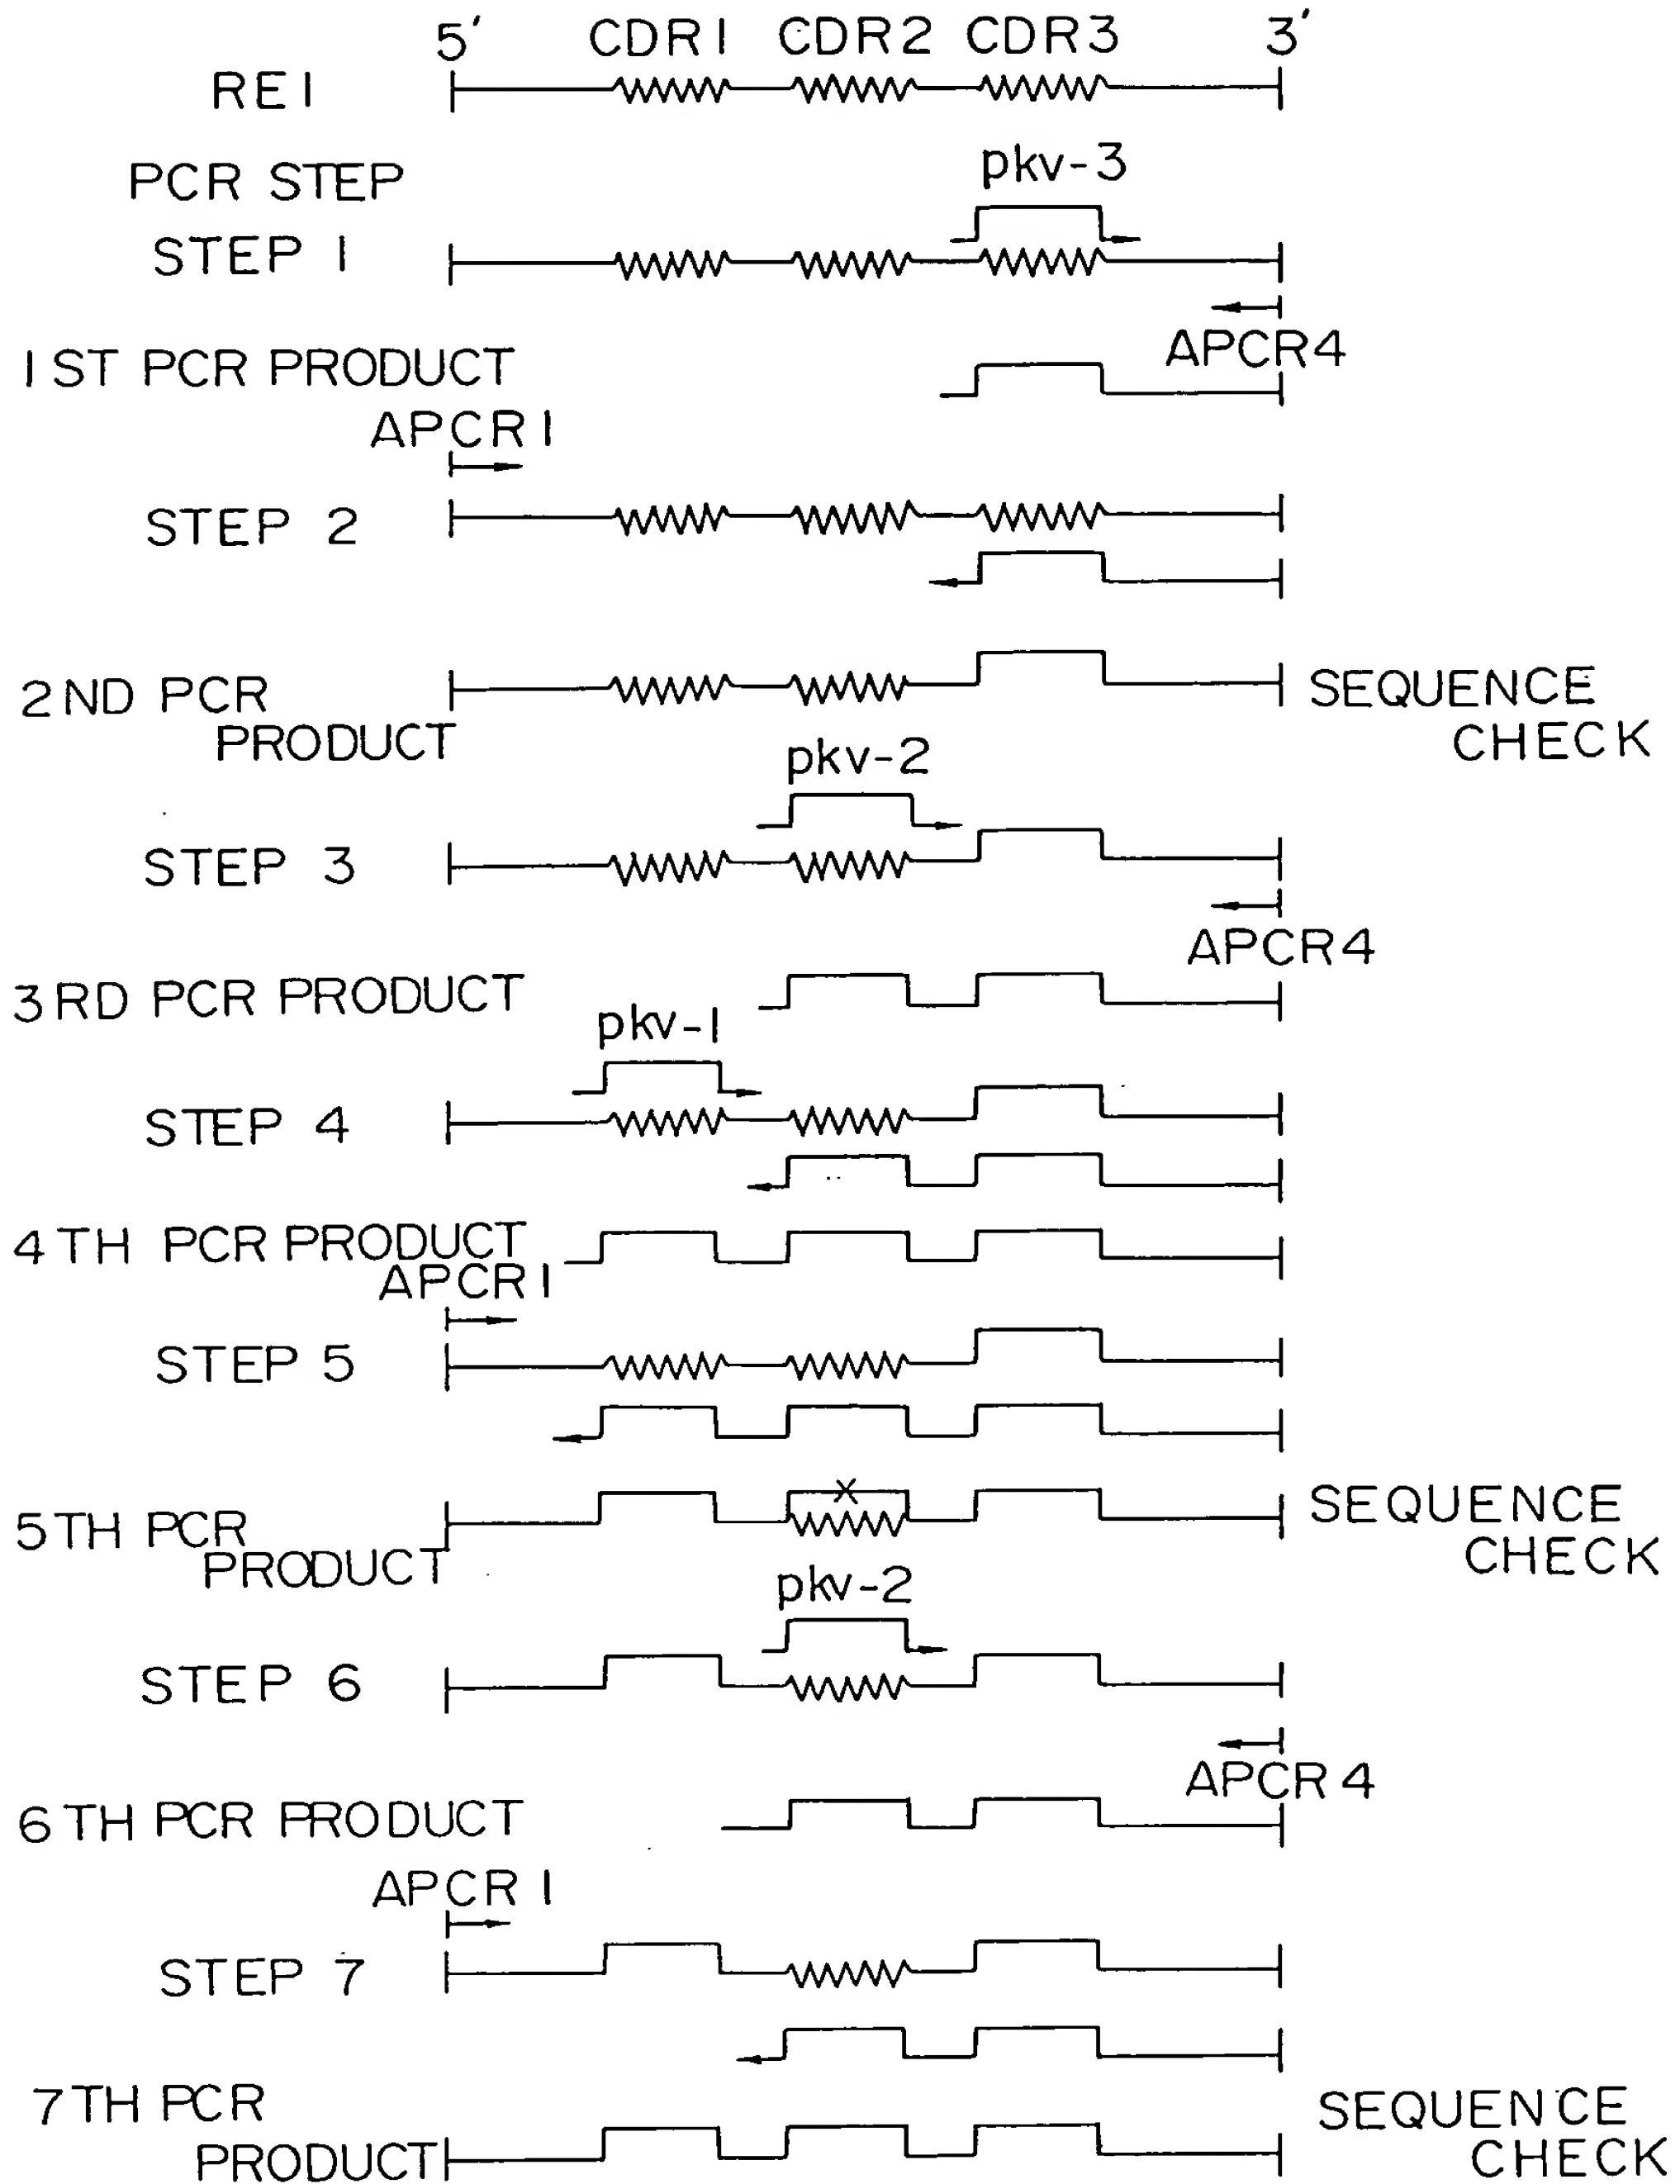 5' CDR1 CDR2 CDR3 3'
REI
PCR STEP
pkv-3
STEP 1
APCR4
1ST PCR PRODUCT
APCR1
STEP 2
2ND PCR
PRODUCT
SEQUENCE
CHECK
pkv-2
STEP 3
APCR4
3RD PCR PRODUCT
pkv-1
STEP 4
4TH PCR PRODUCT
APCR1
STEP 5
5TH PCR
PRODUCT
X
SEQUENCE
CHECK
pkv-2
STEP 6
APCR4
6TH PCR PRODUCT
APCR1
STEP 7
7TH PCR
PRODUCT
SEQUENCE
CHECK